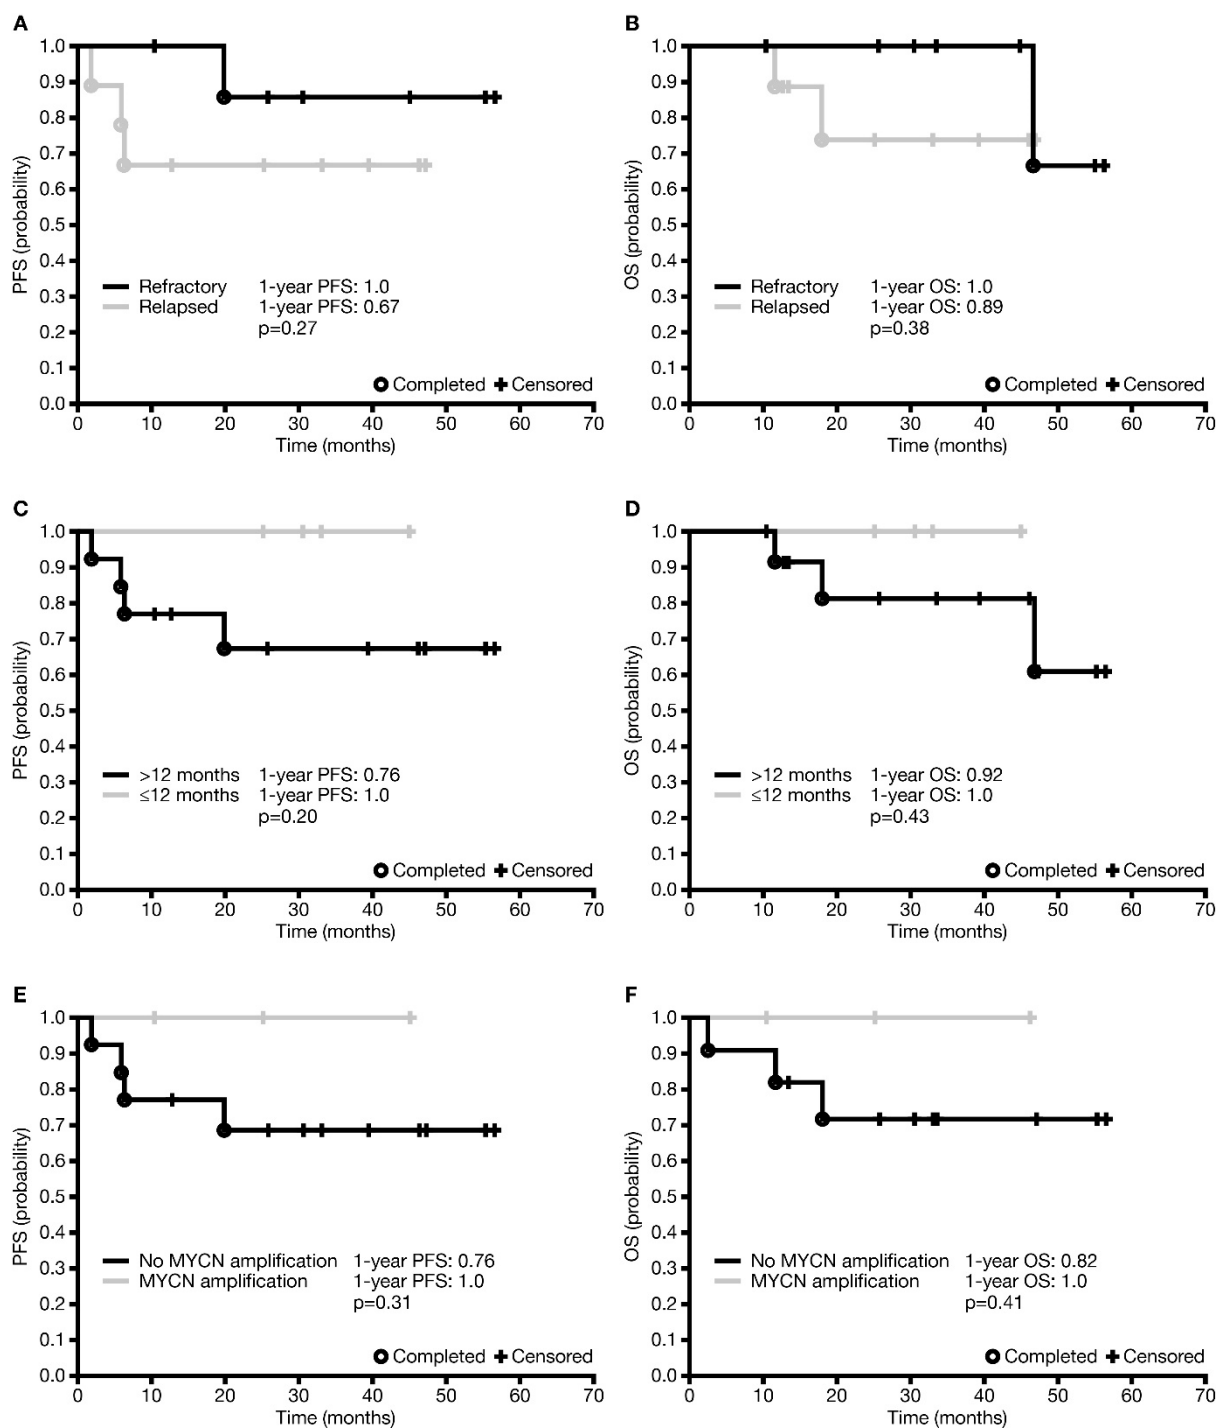 A
1.0
0.9
0.8
0.7
0.6
0.5
0.4
0.3
0.2
0.1
0.0
PFS (probability)
Refractory 1-year PFS: 1.0
Relapsed 1-year PFS: 0.67
p=0.27
Completed Censored
0 10 20 30 40 50 60 70
Time (months)
B
1.0
0.9
0.8
0.7
0.6
0.5
0.4
0.3
0.2
0.1
0.0
OS (probability)
Refractory 1-year OS: 1.0
Relapsed 1-year OS: 0.89
p=0.38
Completed Censored
0 10 20 30 40 50 60 70
Time (months)
C
1.0
0.9
0.8
0.7
0.6
0.5
0.4
0.3
0.2
0.1
0.0
PFS (probability)
>12 months 1-year PFS: 0.76
≤12 months 1-year PFS: 1.0
p=0.20
Completed Censored
0 10 20 30 40 50 60 70
Time (months)
D
1.0
0.9
0.8
0.7
0.6
0.5
0.4
0.3
0.2
0.1
0.0
OS (probability)
>12 months 1-year OS: 0.92
≤12 months 1-year OS: 1.0
p=0.43
Completed Censored
0 10 20 30 40 50 60 70
Time (months)
E
1.0
0.9
0.8
0.7
0.6
0.5
0.4
0.3
0.2
0.1
0.0
PFS (probability)
No MYCN amplification 1-year PFS: 0.76
MYCN amplification 1-year PFS: 1.0
p=0.31
Completed Censored
0 10 20 30 40 50 60 70
Time (months)
F
1.0
0.9
0.8
0.7
0.6
0.5
0.4
0.3
0.2
0.1
0.0
OS (probability)
No MYCN amplification 1-year OS: 0.82
MYCN amplification 1-year OS: 1.0
p=0.41
Completed Censored
0 10 20 30 40 50 60 70
Time (months)